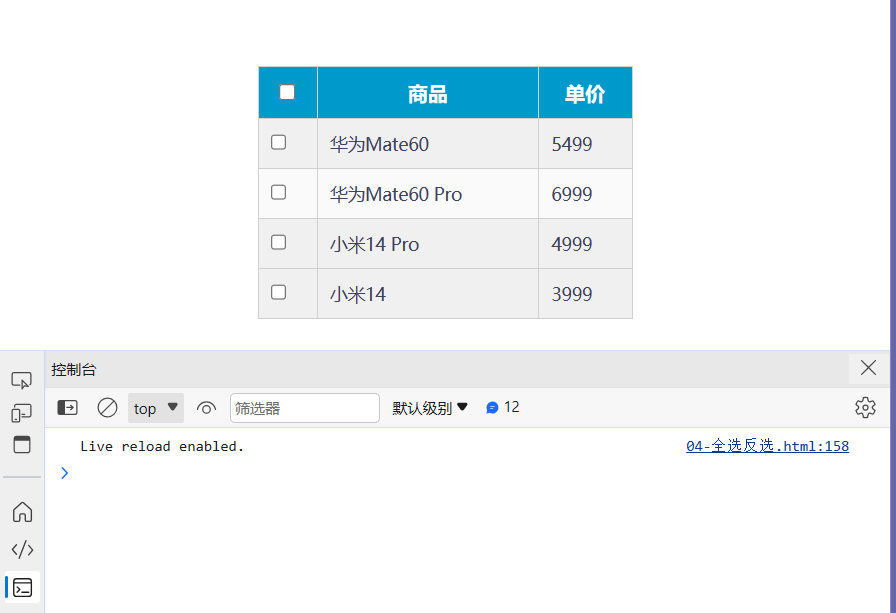 商品 单价
华为Mate60 5499
华为Mate60 Pro 6999
小米14 Pro 4999
小米14 3999
控制台
top 筛选器 默认级别 12
Live reload enabled. 04-全选反选.html:158